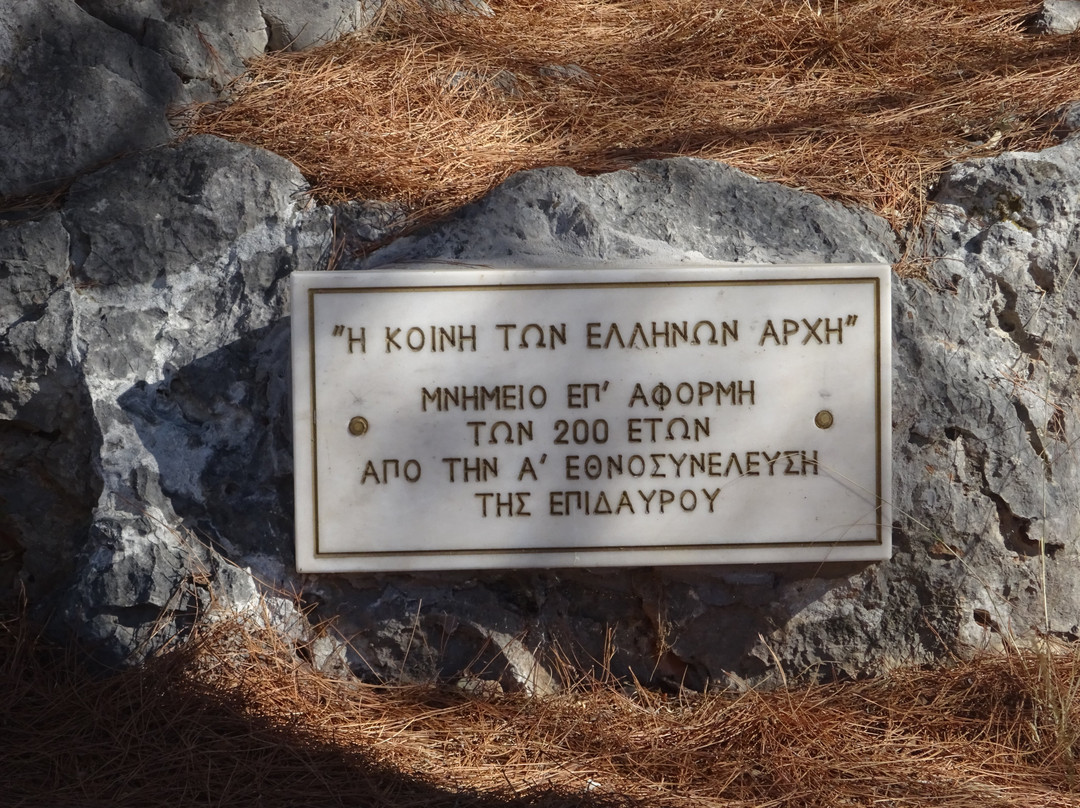 "Η ΚΟΙΝΗ ΤΩΝ ΕΛΛΗΝΩΝ ΑΡΧΗ"
ΜΝΗΜΕΙΟ ΕΠ' ΑΦΟΡΜΗ
ΤΩΝ 200 ΕΤΩΝ
ΑΠΟ ΤΗΝ Α' ΕΘΝΟΣΥΝΕΛΕΥΣΗ
ΤΗΣ ΕΠΙΔΑΥΡΟΥ